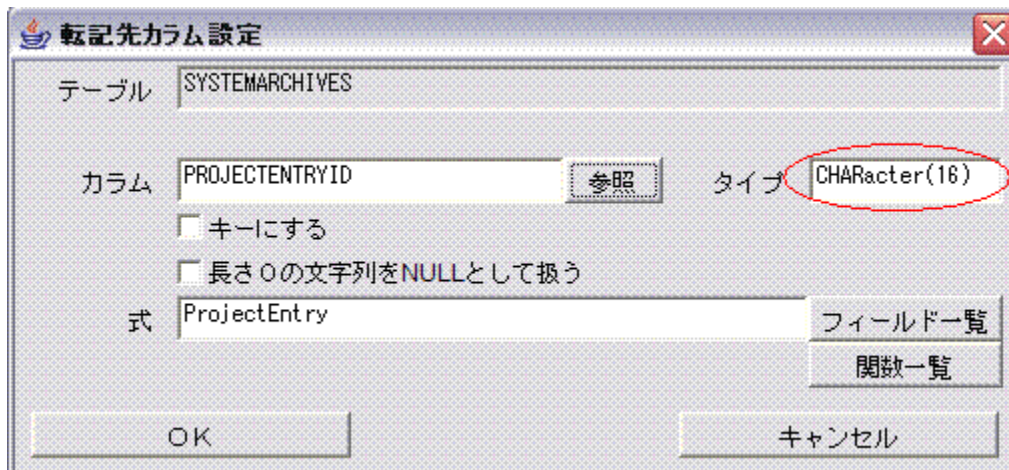 転記先カラム設定
テーブル SYSTEMARCHIVES
カラム PROJECTENTRYID 参照 タイプ CHARacter(16)
キーにする
長さ０の文字列をNULLとして扱う
式 ProjectEntry フィールド一覧
関数一覧
ＯＫ キャンセル